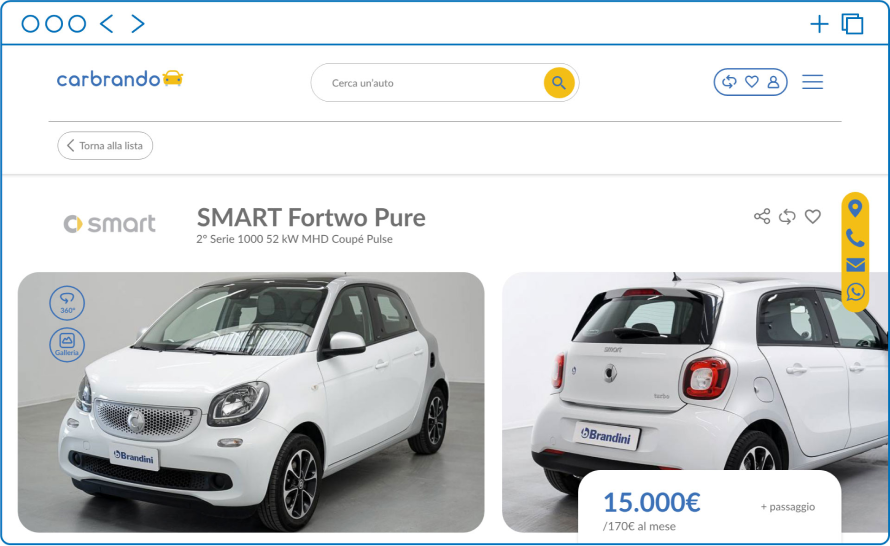 carbrando
Cerca un'auto
Torna alla lista
smart
SMART Fortwo Pure
2° Serie 1000 52 kW MHD Coupé Pulse
360°
Galleria
Brandini
smart
turbo
Brandini
15.000€
+ passaggio
/170€ al mese